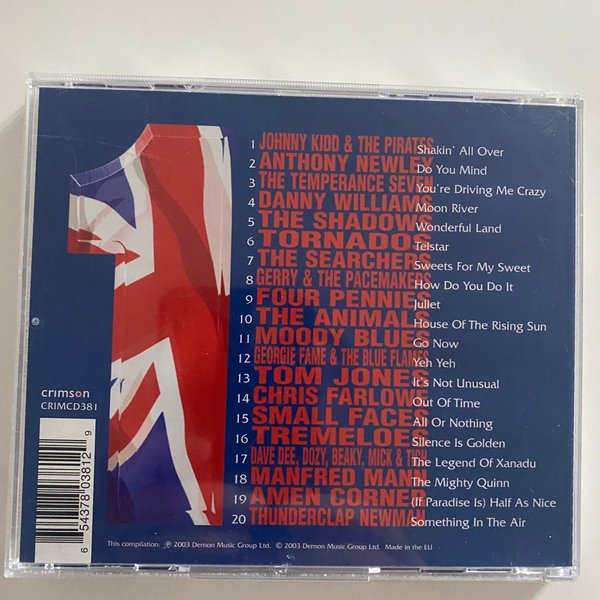 1 JOHNNY KIDD & THE PIRATES Shakin' All Over
2 ANTHONY NEWLEY Do You Mind
3 THE TEMPERANCE SEVEN You're Driving Me Crazy
4 DANNY WILLIAMS Moon River
5 THE SHADOWS Wonderful Land
6 TORNADOS Telstar
7 THE SEARCHERS Sweets For My Sweet
8 GERRY & THE PACEMAKERS How Do You Do It
9 FOUR PENNIES Juliet
10 THE ANIMALS House Of The Rising Sun
11 MOODY BLUES Go Now
12 GEORGIE FAME & THE BLUE FLAMES Yeh Yeh
13 TOM JONES It's Not Unusual
14 CHRIS FARLOWE Out Of Time
15 SMALL FACES All Or Nothing
16 TREMELOES Silence Is Golden
17 DAVE DEE, DOZY, BEAKY, MICK & TICH The Legend Of Xanadu
18 MANFRED MANN The Mighty Quinn
19 AMEN CORNER (If Paradise Is) Half As Nice
20 THUNDERCLAP NEWMAN Something In The Air
crimson
CRIMCD381
6 54378 03812 9
This compilation: ℗ 2003 Demon Music Group Ltd. © 2003 Demon Music Group Ltd. Made in the EU